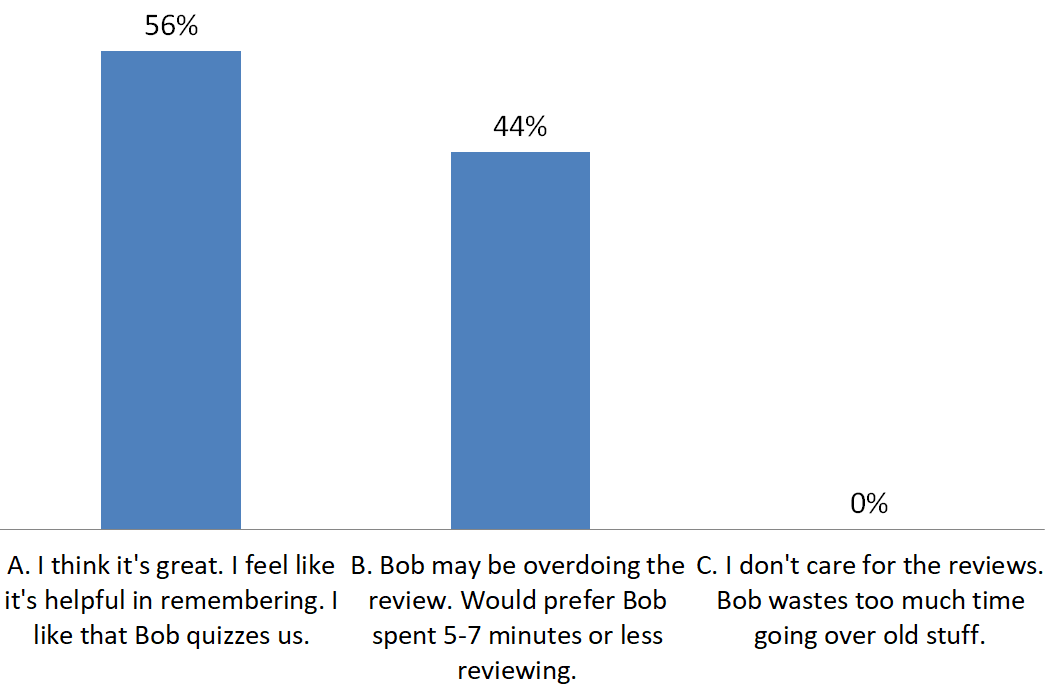 56%
44%
0%
A. I think it's great. I feel like
it's helpful in remembering. I
like that Bob quizzes us.
B. Bob may be overdoing the
review. Would prefer Bob
spent 5-7 minutes or less
reviewing.
C. I don't care for the reviews.
Bob wastes too much time
going over old stuff.